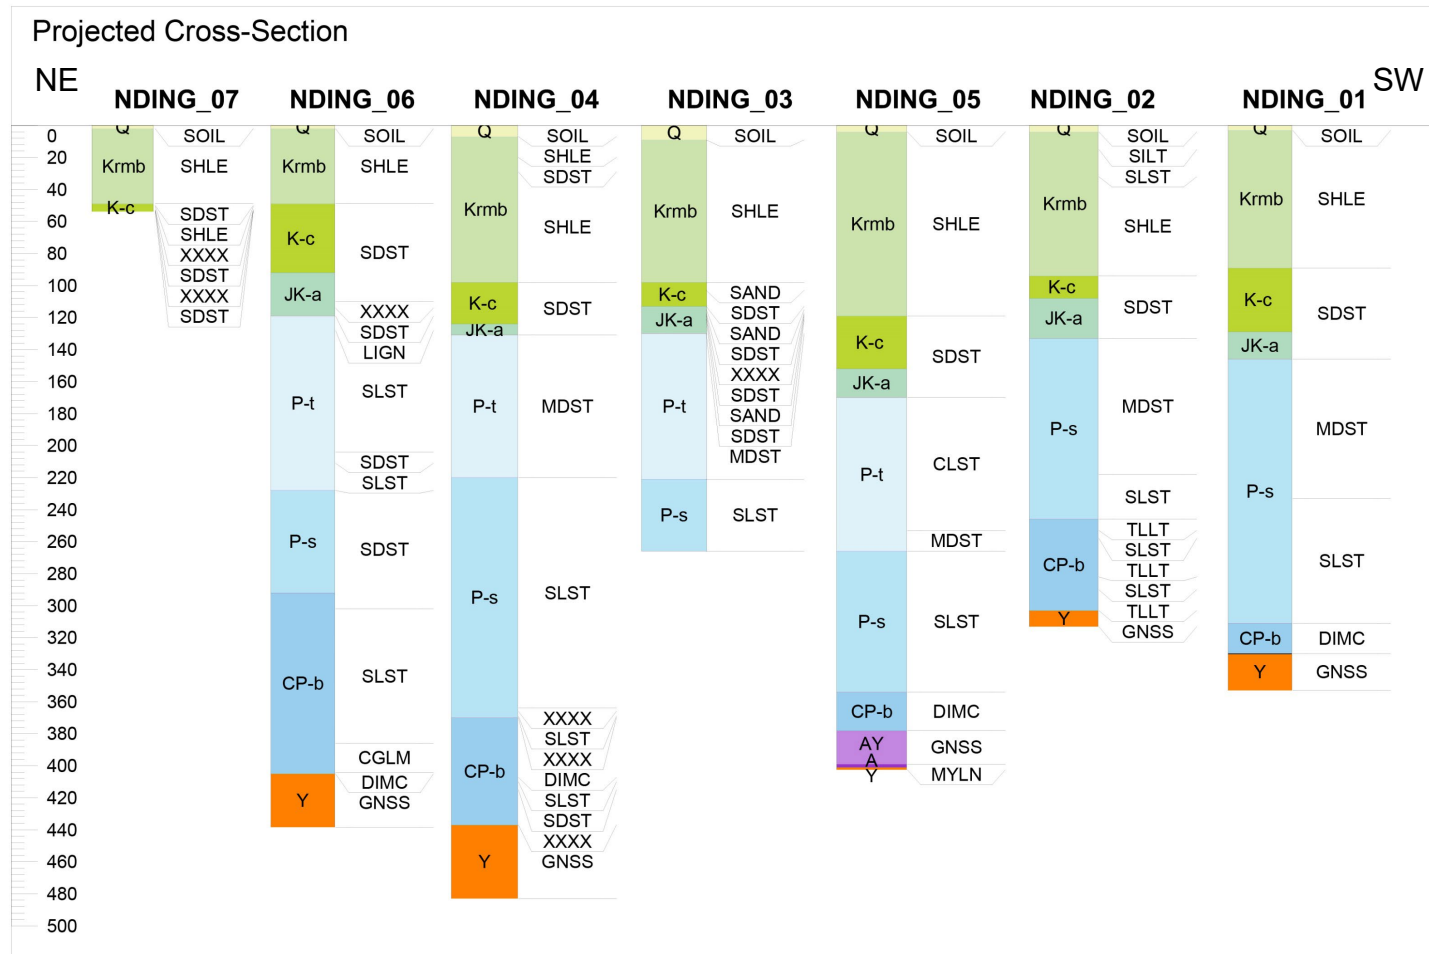 Projected Cross-Section
NE
SW
NDING_07
NDING_06
NDING_04
NDING_03
NDING_05
NDING_02
NDING_01
0
20
40
60
80
100
120
140
160
180
200
220
240
260
280
300
320
340
360
380
400
420
440
460
480
500
Q
Krmb
K-c
SOIL
SHLE
SDST
SHLE
XXXX
SDST
XXXX
SDST
Q
Krmb
K-c
JK-a
P-t
P-s
CP-b
Y
SOIL
SHLE
SDST
XXXX
SDST
LIGN
SLST
SDST
SLST
SDST
SLST
CGLM
DIMC
GNSS
Q
Krmb
K-c
JK-a
P-t
P-s
CP-b
Y
SOIL
SHLE
SDST
SHLE
SDST
MDST
SLST
XXXX
SLST
XXXX
DIMC
SLST
SDST
XXXX
GNSS
Q
Krmb
K-c
JK-a
P-t
P-s
SOIL
SHLE
SAND
SDST
SAND
SDST
XXXX
SDST
SAND
SDST
MDST
SLST
Q
Krmb
K-c
JK-a
P-t
P-s
CP-b
AY
A
Y
SOIL
SHLE
SDST
CLST
MDST
SLST
DIMC
GNSS
MYLN
Q
Krmb
K-c
JK-a
P-s
CP-b
Y
SOIL
SILT
SLST
SHLE
SDST
MDST
SLST
TLLT
SLST
TLLT
SLST
TLLT
GNSS
Q
Krmb
K-c
JK-a
P-s
CP-b
Y
SOIL
SHLE
SDST
MDST
SLST
DIMC
GNSS